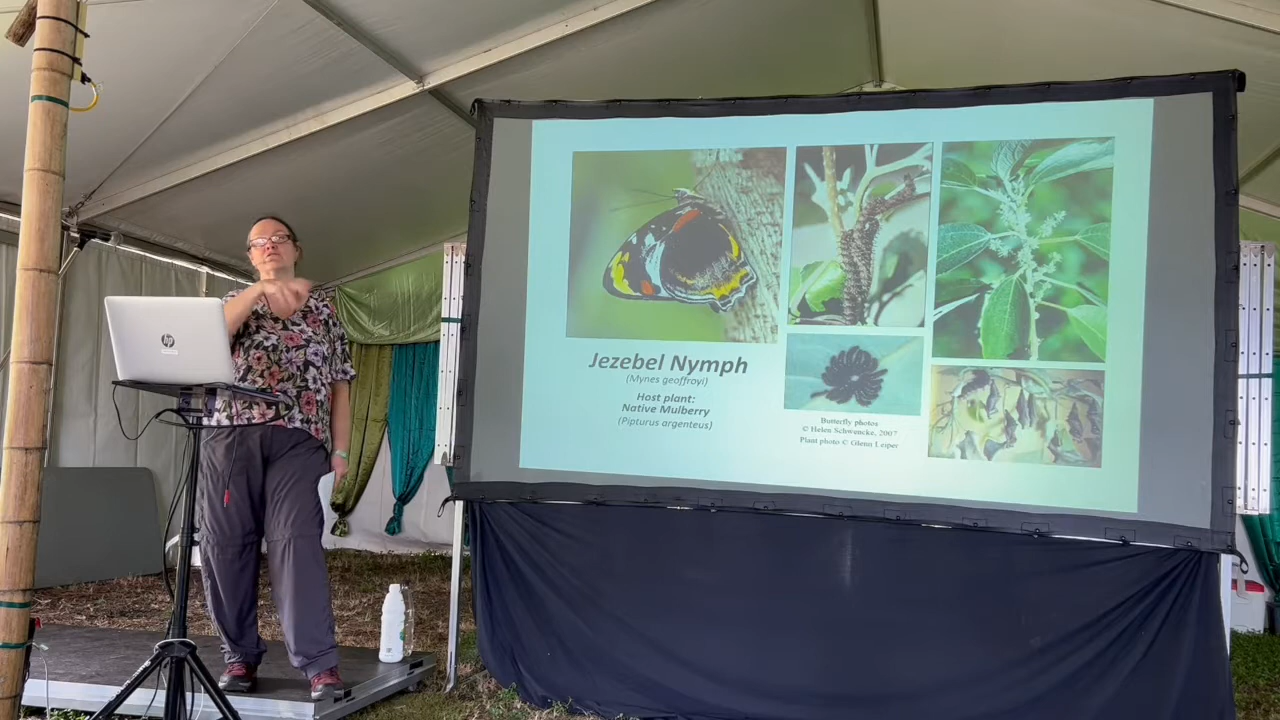 hp
Jezebel Nymph
(Mynes geoffroyi)
Host plant:
Native Mulberry
(Pipturus argenteus)
Butterfly photos
© Helen Schwencke, 2007
Plant photo © Glenn Leiper